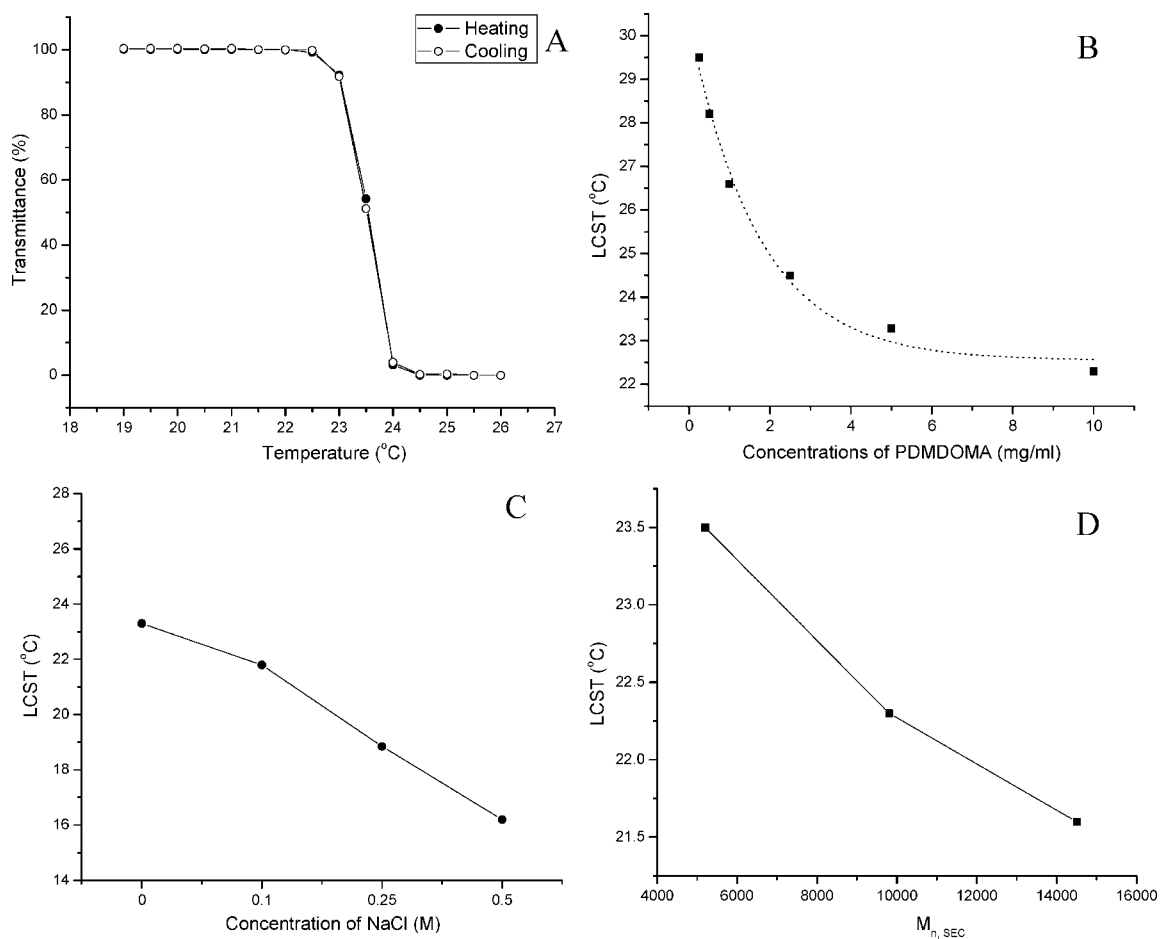 Heating
Cooling
A
100
80
60
40
20
0
Transmittance (%)
18 19 20 21 22 23 24 25 26 27
Temperature (°C)
B
30
29
28
27
26
25
24
23
22
LCST (°C)
0 2 4 6 8 10
Concentrations of PDMDOMA (mg/ml)
C
28
26
24
22
20
18
16
14
LCST (°C)
0 0.1 0.25 0.5
Concentration of NaCl (M)
D
23.5
23.0
22.5
22.0
21.5
LCST (°C)
4000 6000 8000 10000 12000 14000 16000
Mn, SEC